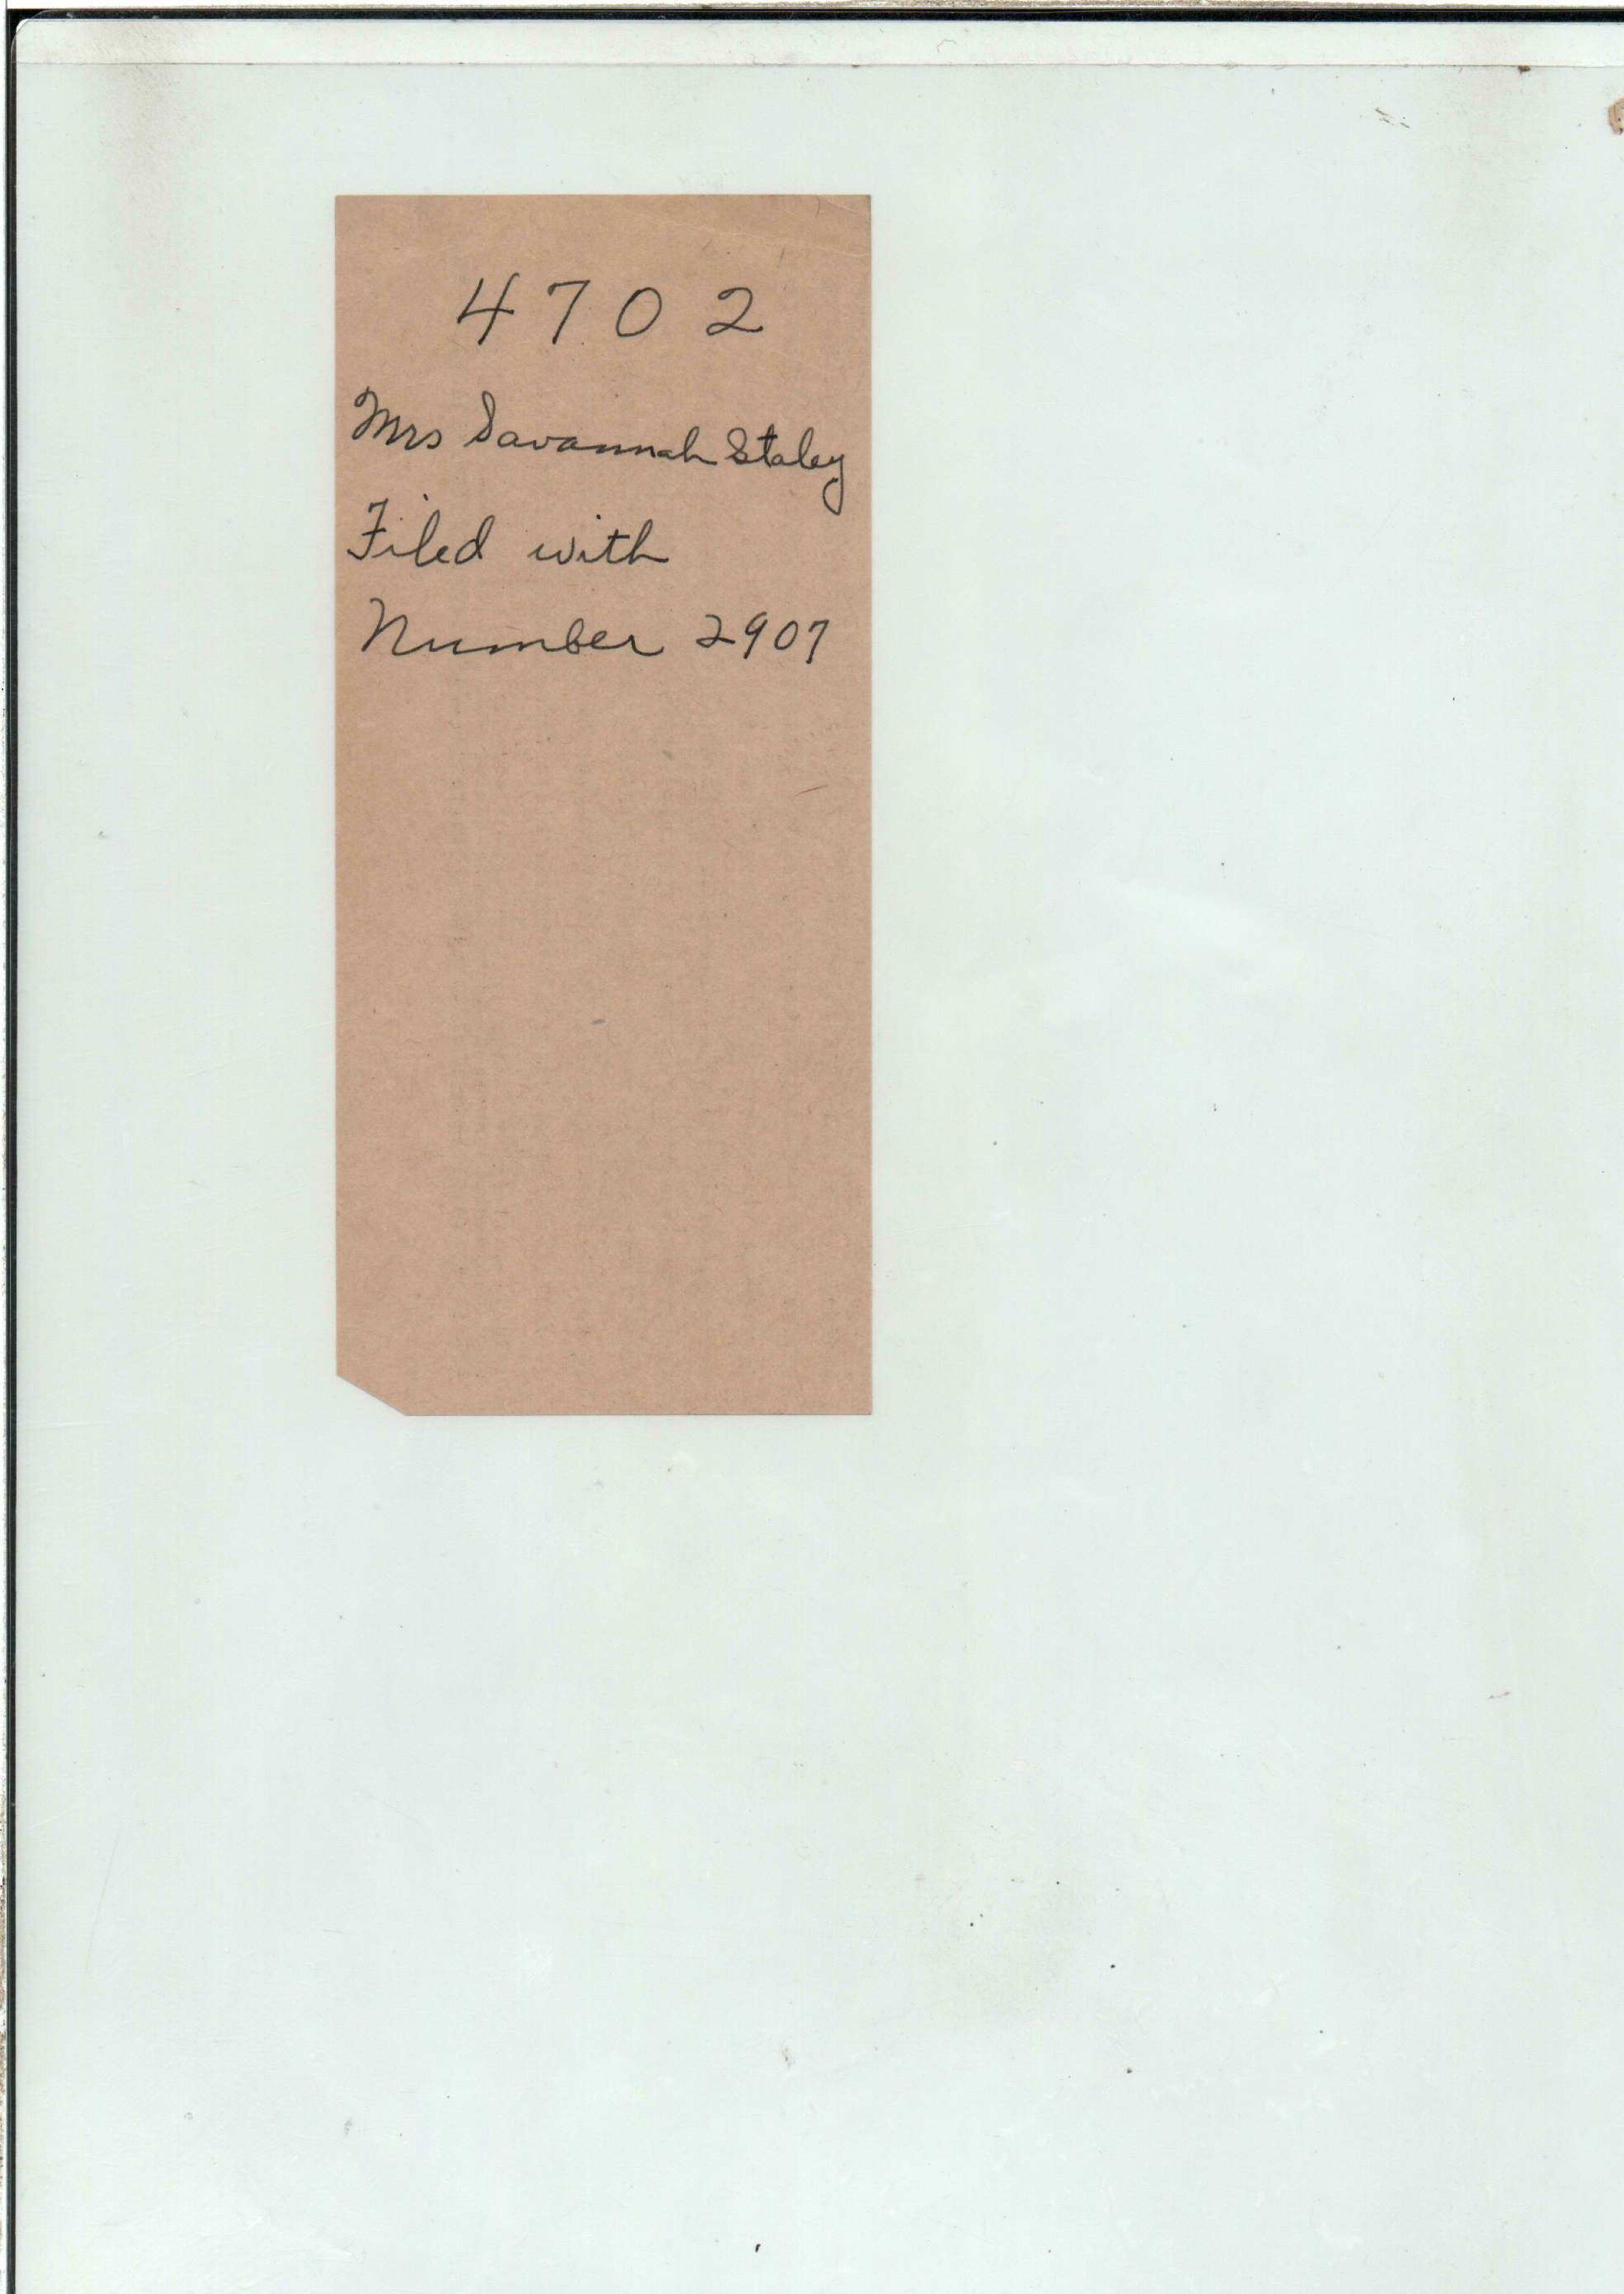 4702
Mrs Savannah Staley
Filed with
Number 2907